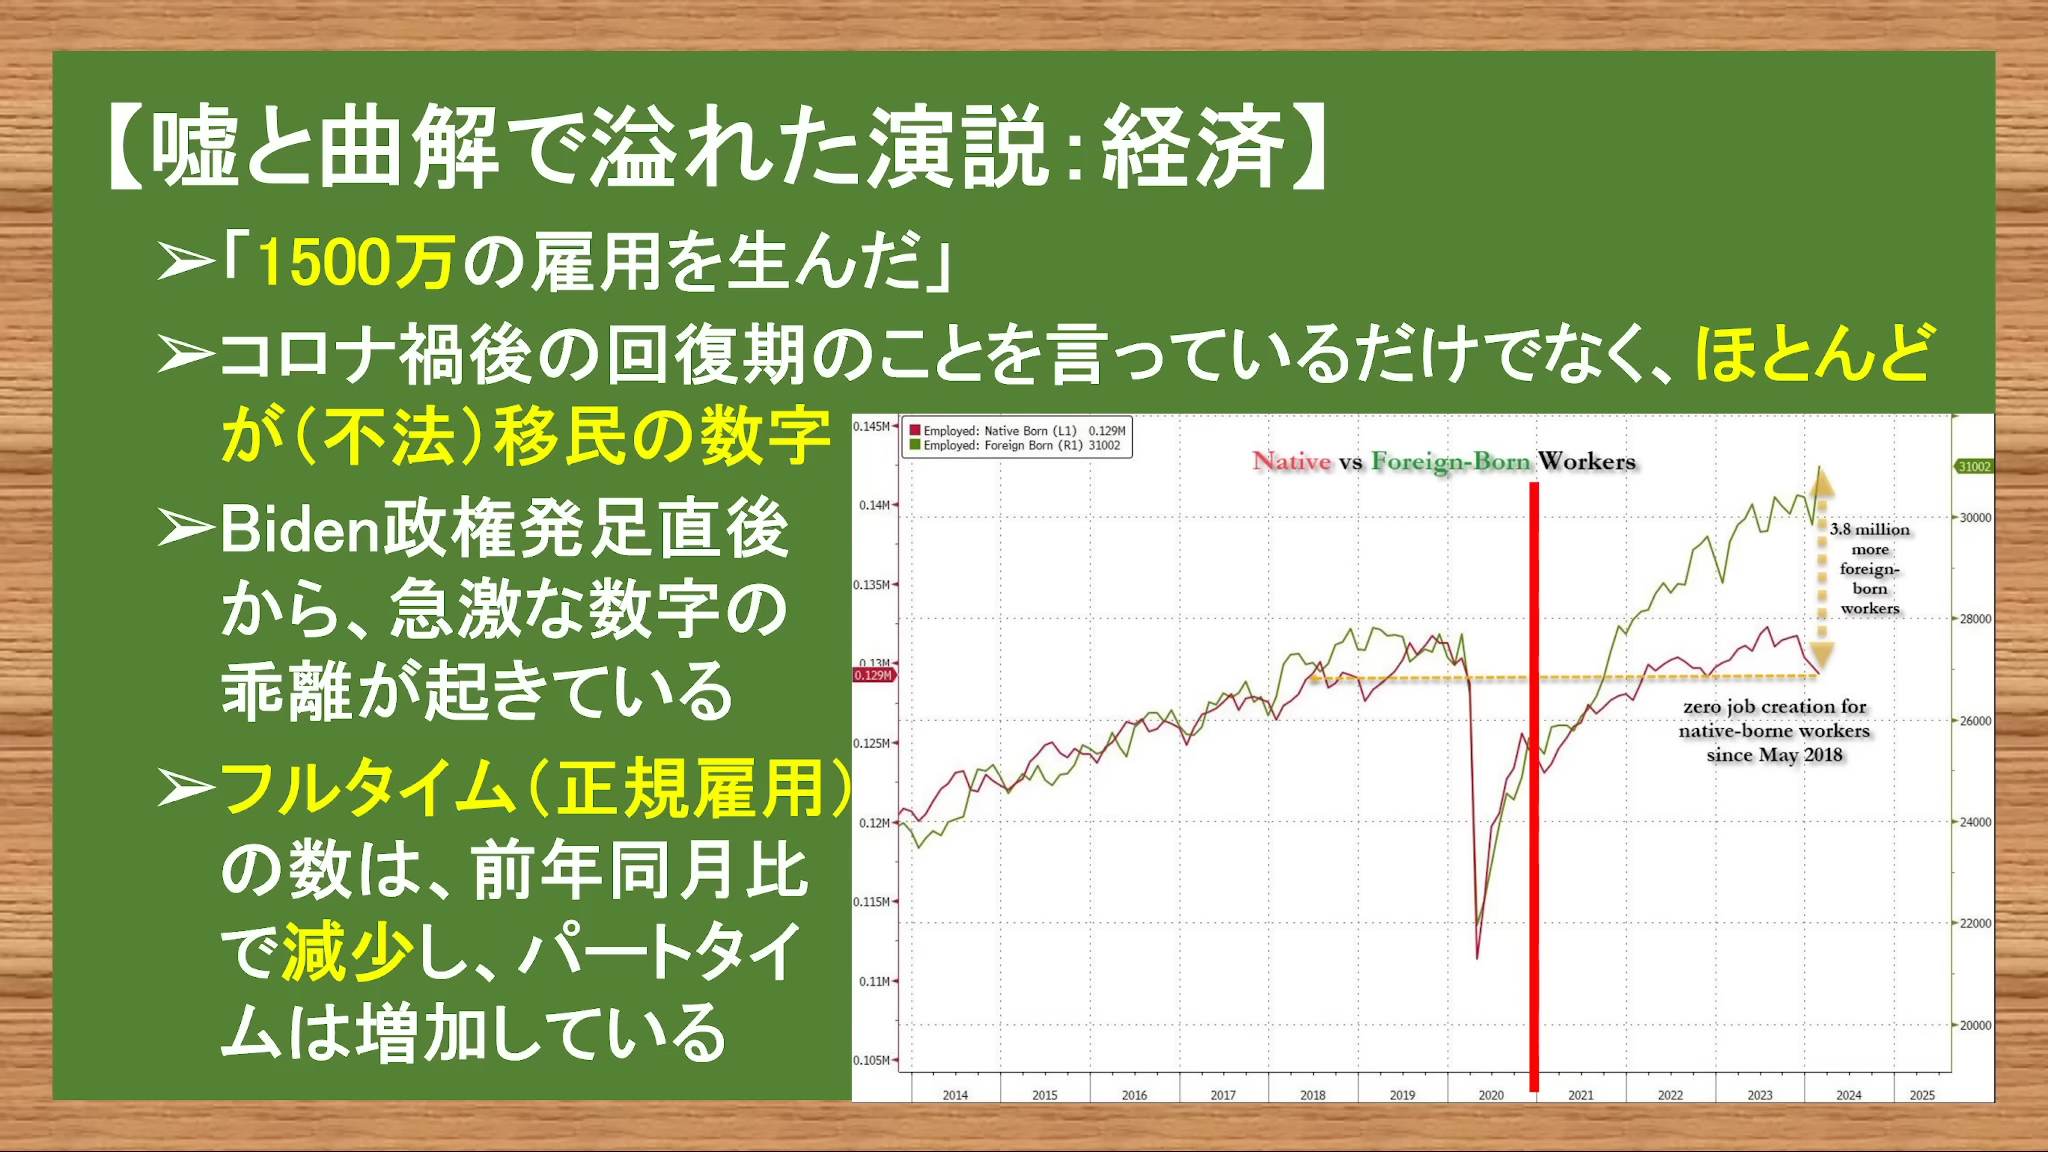 【嘘と曲解で溢れた演説：経済】
➢「1500万の雇用を生んだ」
➢コロナ禍後の回復期のことを言っているだけでなく、ほとんど
が（不法）移民の数字
➢Biden政権発足直後
から、急激な数字の
乖離が起きている
➢フルタイム（正規雇用）
の数は、前年同月比
で減少し、パートタイ
ムは増加している
Employed: Native Born (L1) 0.129M
Employed: Foreign Born (R1) 31002
Native vs Foreign-Born Workers
0.145M
0.14M
0.135M
0.13M
0.129M
0.125M
0.12M
0.115M
0.11M
0.105M
31002
30000
28000
26000
24000
22000
20000
3.8 million
more
foreign-
born
workers
zero job creation for
native-borne workers
since May 2018
2014 2015 2016 2017 2018 2019 2020 2021 2022 2023 2024 2025